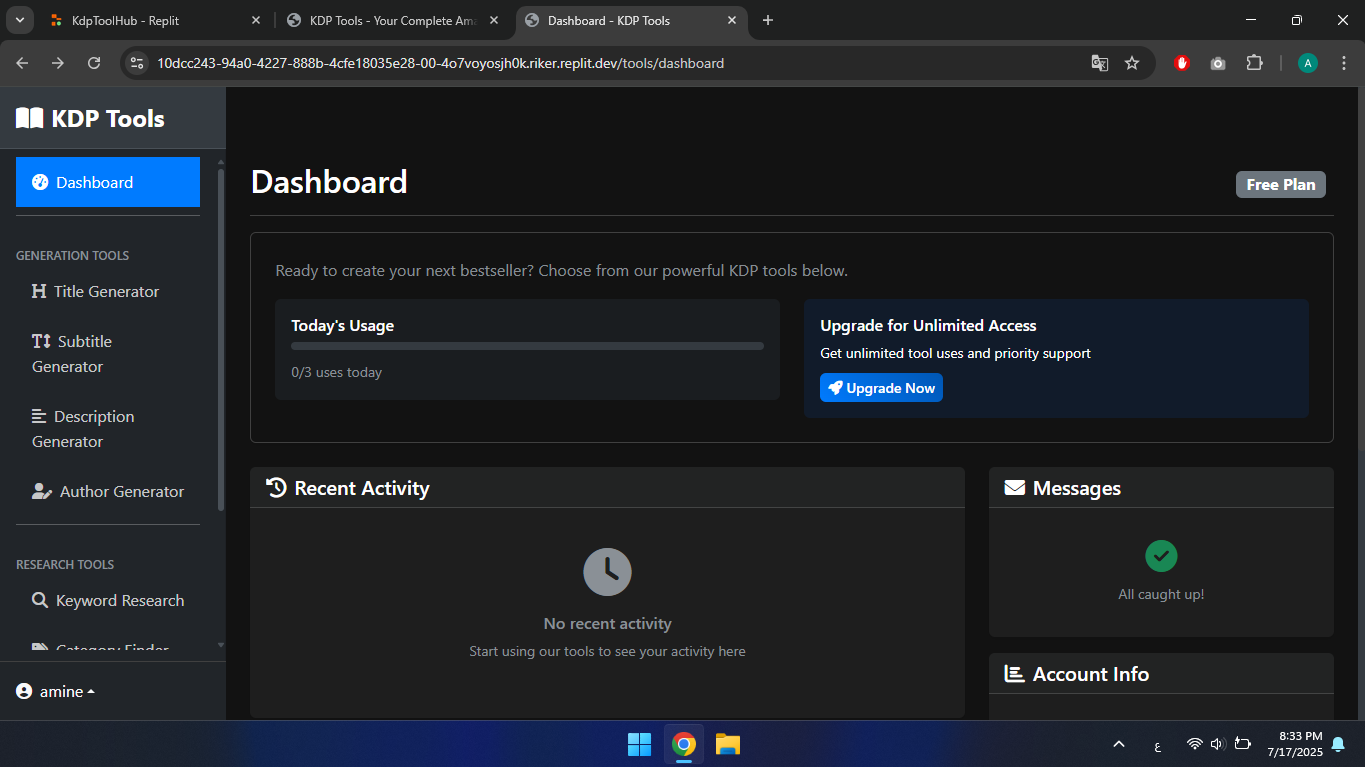 KdpToolHub - Replit
KDP Tools - Your Complete Ama
Dashboard - KDP Tools
10dcc243-94a0-4227-888b-4cfe18035e28-00-4o7voyosjh0k.riker.replit.dev/tools/dashboard
A
KDP Tools
Dashboard
GENERATION TOOLS
Title Generator
Subtitle
Generator
Description
Generator
Author Generator
RESEARCH TOOLS
Keyword Research
Category Finder
amine
Dashboard
Free Plan
Ready to create your next bestseller? Choose from our powerful KDP tools below.
Today's Usage
0/3 uses today
Upgrade for Unlimited Access
Get unlimited tool uses and priority support
Upgrade Now
Recent Activity
No recent activity
Start using our tools to see your activity here
Messages
All caught up!
Account Info
ع
8:33 PM
7/17/2025